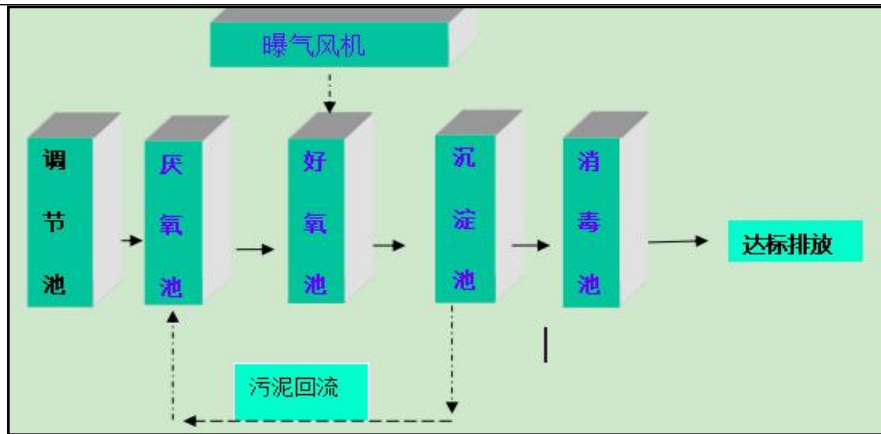 曝气风机
调节池
厌氧池
好氧池
沉淀池
消毒池
达标排放
污泥回流